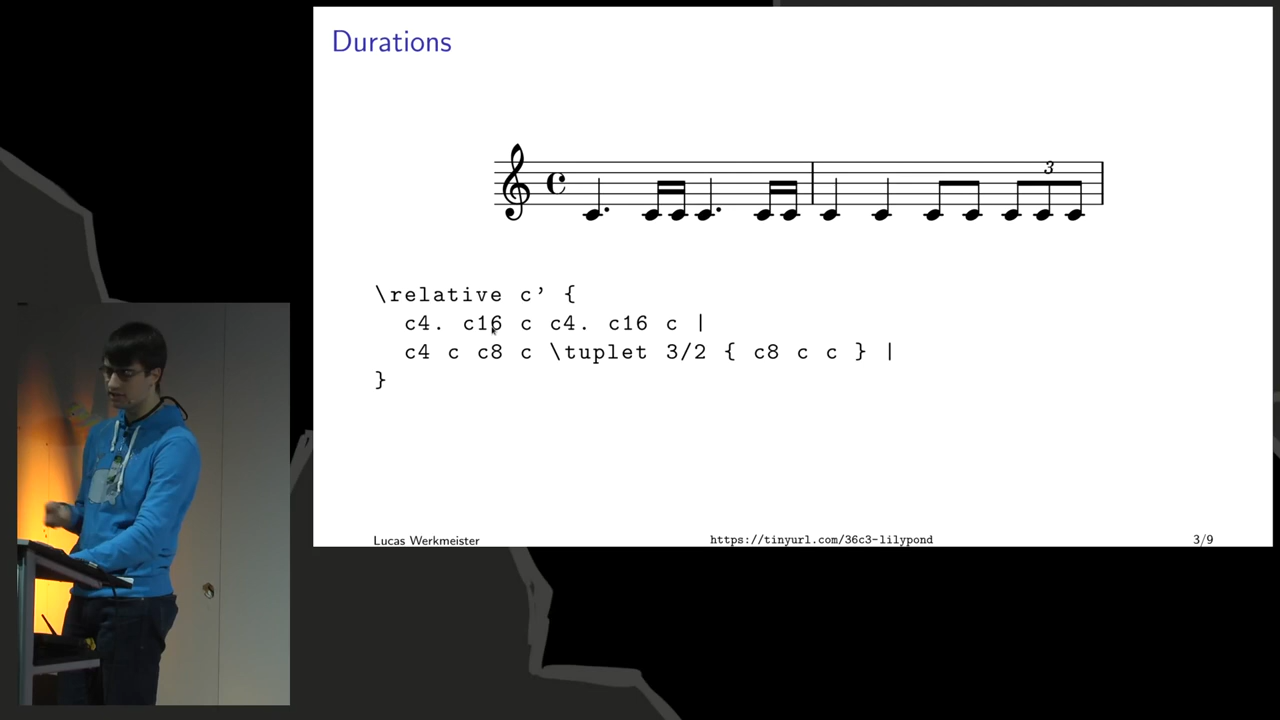 Durations
3
\relative c’ {
c4. c16 c c4. c16 c |
c4 c c8 c \tuplet 3/2 { c8 c c } |
}
Lucas Werkmeister
https://tinyurl.com/36c3-lilypond
3/9